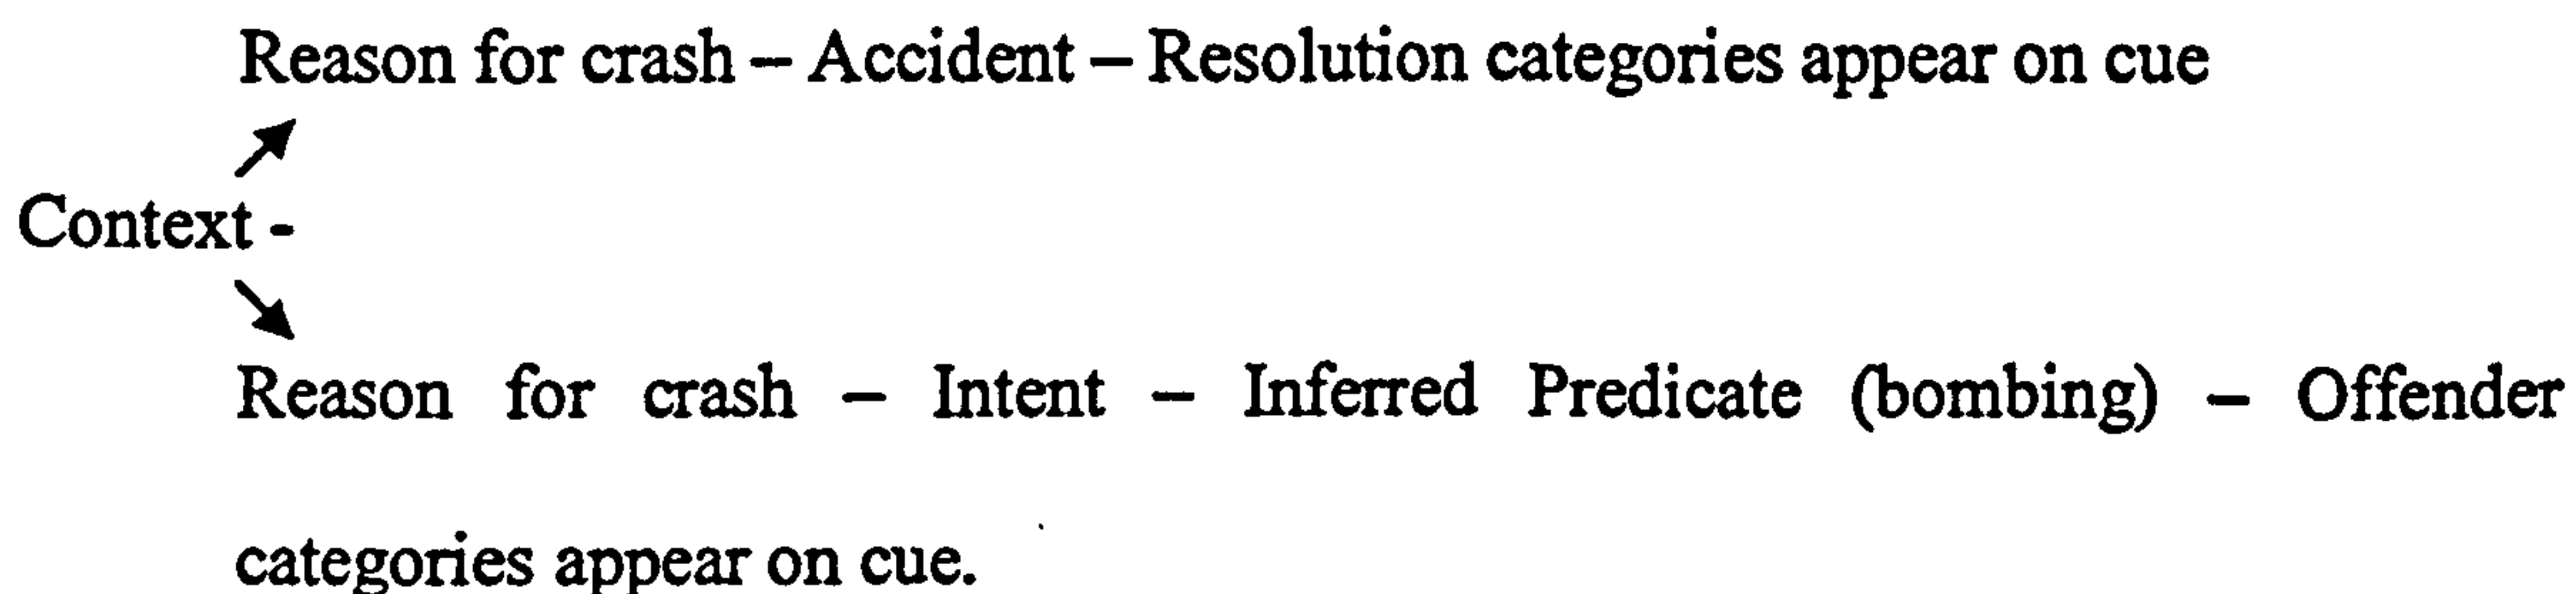 Reason for crash – Accident – Resolution categories appear on cue
Context -
Reason for crash – Intent – Inferred Predicate (bombing) – Offender
categories appear on cue.